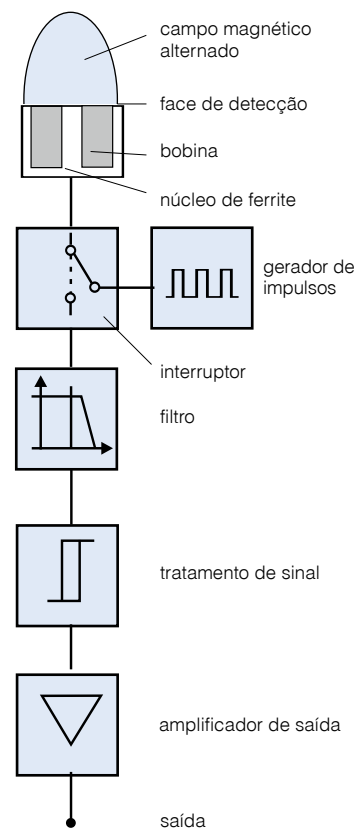 campo magnético
alternado
face de detecção
bobina
núcleo de ferrite
gerador de
impulsos
interruptor
filtro
tratamento de sinal
amplificador de saída
saída